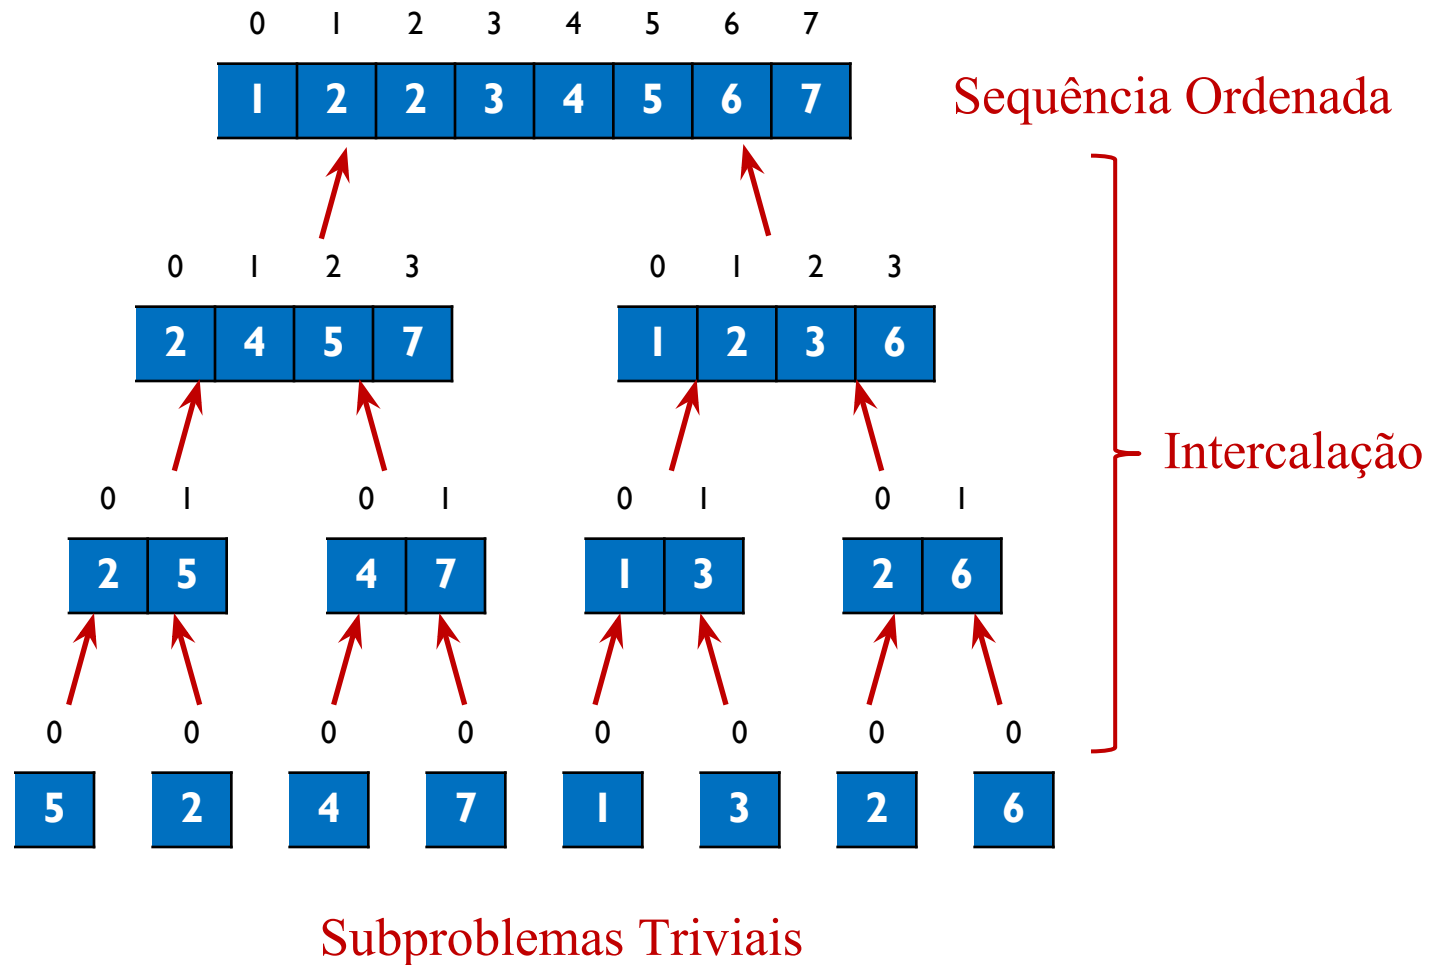 0 1 2 3 4 5 6 7
1 2 2 3 4 5 6 7
Sequência Ordenada
0 1 2 3 0 1 2 3
2 4 5 7 1 2 3 6
Intercalação
0 1 0 1 0 1 0 1
2 5 4 7 1 3 2 6
0 0 0 0 0 0 0 0
5 2 4 7 1 3 2 6
Subproblemas Triviais